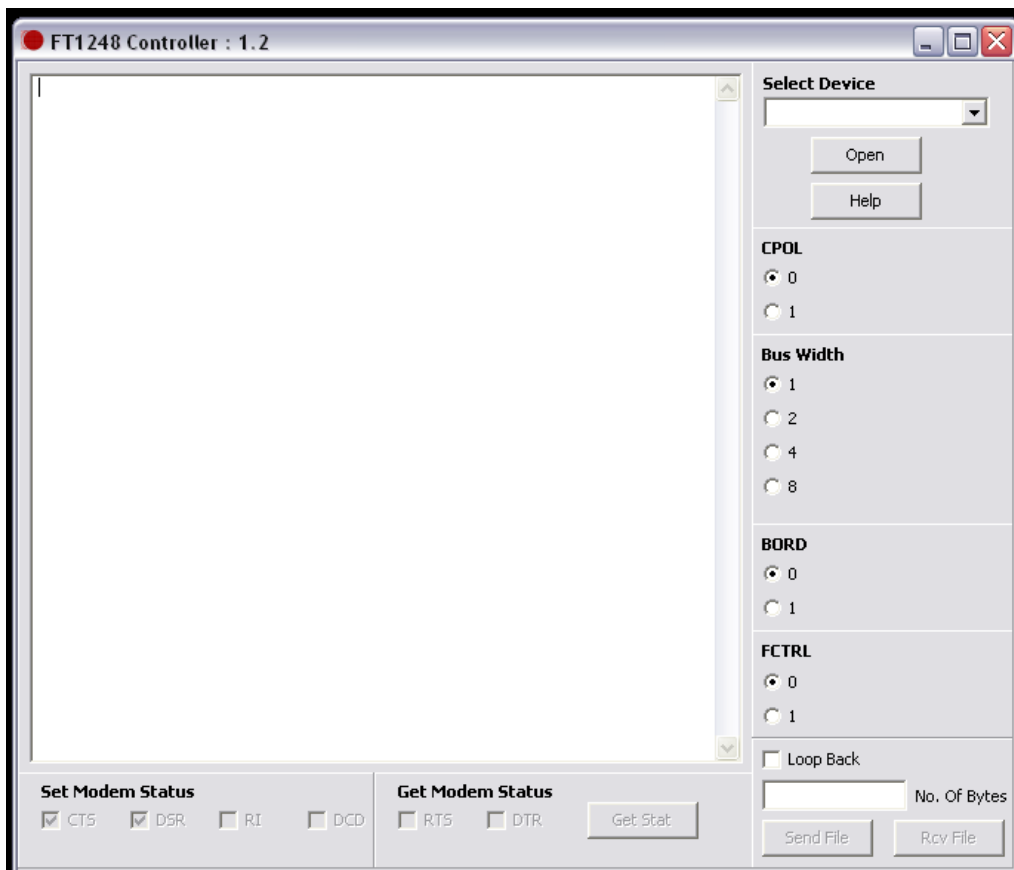 FT1248 Controller : 1.2
Select Device
Open
Help
CPOL
0
1
Bus Width
1
2
4
8
BORD
0
1
FCTRL
0
1
Loop Back
No. Of Bytes
Send File Rcv File
Set Modem Status
CTS DSR RI DCD
Get Modem Status
RTS DTR Get Stat